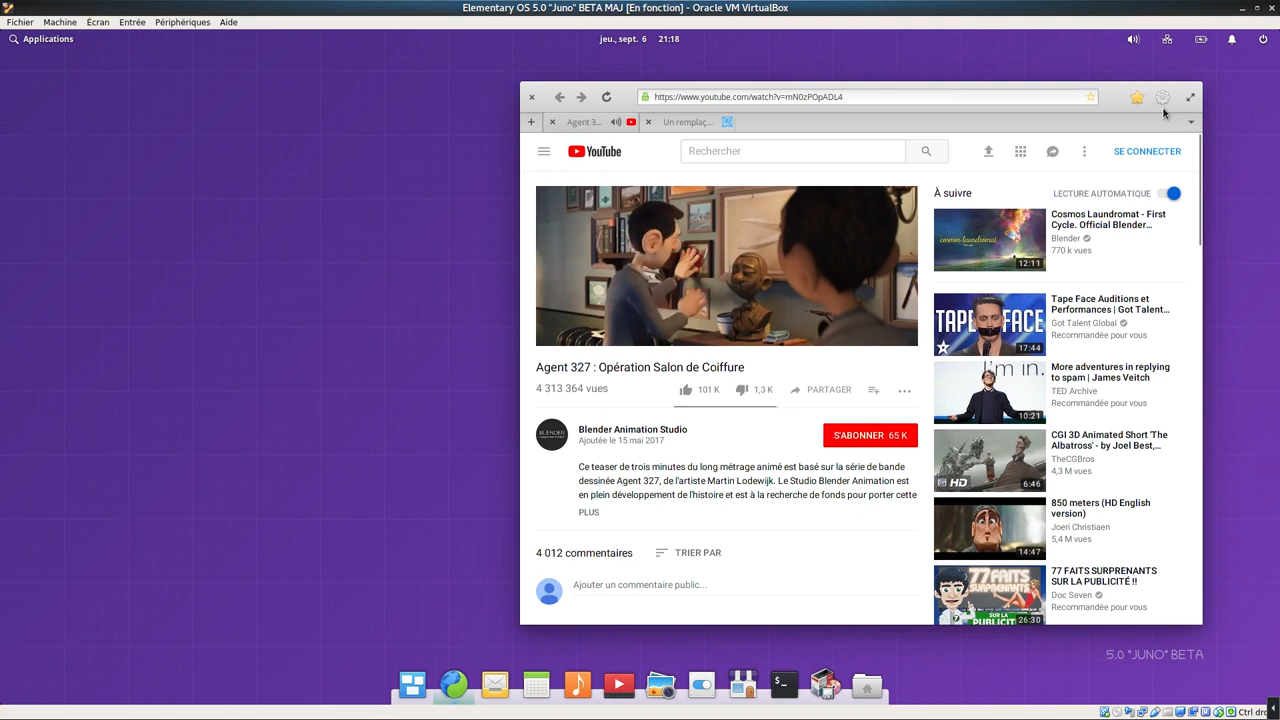 Elementary OS 5.0 "Juno" BETA MAJ [En fonction] - Oracle VM VirtualBox
Fichier Machine Écran Entrée Périphériques Aide
Applications jeu., sept. 6 21:18
https://www.youtube.com/watch?v=mN0zPOpADL4
Agent 3... Un remplaç...
YouTube Rechercher SE CONNECTER
À suivre LECTURE AUTOMATIQUE
Cosmos Laundromat - First
Cycle. Official Blender...
Blender
770 k vues
cosmos laundromat
12:11
Tape Face Auditions et
Performances | Got Talent...
Got Talent Global
Recommandée pour vous
TAPE FACE
17:44
More adventures in replying
to spam | James Veitch
TED Archive
Recommandée pour vous
I'm in.
10:21
CGI 3D Animated Short 'The
Albatross' - by Joel Best,...
TheCGBros
4,3 M vues
HD
6:46
850 meters (HD English
version)
Joeri Christiaen
5,4 M vues
14:47
77 FAITS SURPRENANTS
SUR LA PUBLICITÉ !!
Doc Seven
Recommandée pour vous
77 FAITS
SURPRENANTS
SUR LA
PUBLICIT
26:30
Agent 327 : Opération Salon de Coiffure
4 313 364 vues 101 K 1,3 K PARTAGER
BLENDER
Blender Animation Studio
Ajoutée le 15 mai 2017
S'ABONNER 65 K
Ce teaser de trois minutes du long métrage animé est basé sur la série de bande
dessinée Agent 327, de l'artiste Martin Lodewijk. Le Studio Blender Animation est
en plein développement de l'histoire et est à la recherche de fonds pour porter cette
PLUS
4 012 commentaires TRIER PAR
Ajouter un commentaire public...
5.0 "JUNO" BETA
Ctrl dro